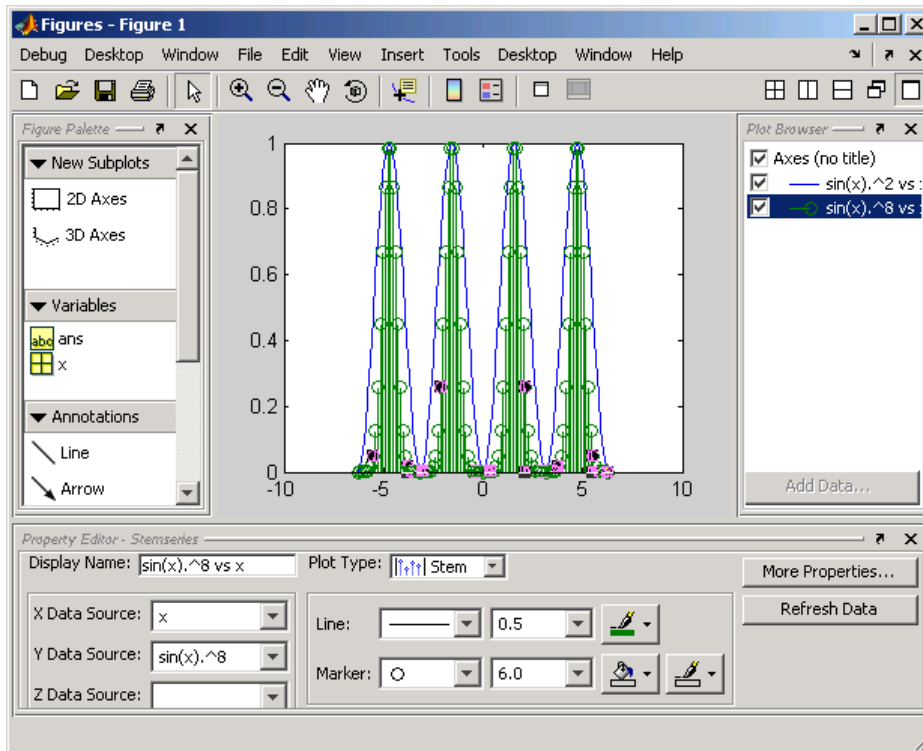 Figures - Figure 1
Debug Desktop Window File Edit View Insert Tools Desktop Window Help
Figure Palette
New Subplots
2D Axes
3D Axes
Variables
abc ans
x
Annotations
Line
Arrow
1
0.8
0.6
0.4
0.2
0
-10 -5 0 5 10
Plot Browser
Axes (no title)
sin(x).^2 vs
sin(x).^8 vs
Add Data...
Property Editor - Stemseries
Display Name: sin(x).^8 vs x Plot Type: Stem
More Properties...
X Data Source: x
Line: 0.5
Refresh Data
Y Data Source: sin(x).^8
Marker: 6.0
Z Data Source: